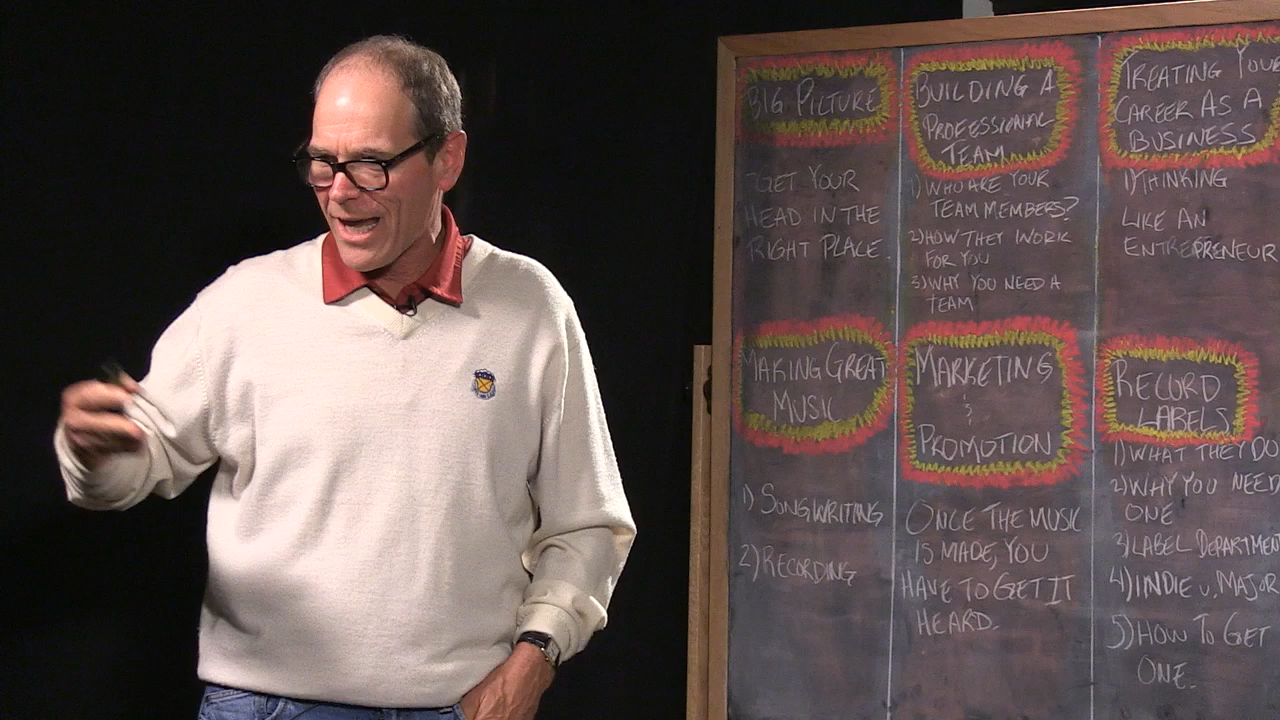 BIG PICTURE
- GET YOUR
HEAD IN THE
RIGHT PLACE
BUILDING A
PROFESSIONAL
TEAM
1) WHO ARE YOUR
TEAM MEMBERS?
2) HOW THEY WORK
FOR YOU
3) WHY YOU NEED A
TEAM
TREATING YOUR
CAREER AS A
BUSINESS
1) THINKING
LIKE AN
ENTREPRENEUR
MAKING GREAT
MUSIC
1) SONGWRITING
2) RECORDING
MARKETING
&
PROMOTION
ONCE THE MUSIC
IS MADE, YOU
HAVE TO GET IT
HEARD.
RECORD
LABELS
1) WHAT THEY DO
2) WHY YOU NEED
ONE
3) LABEL DEPARTMENT
4) INDIE V. MAJOR
5) HOW TO GET
ONE.